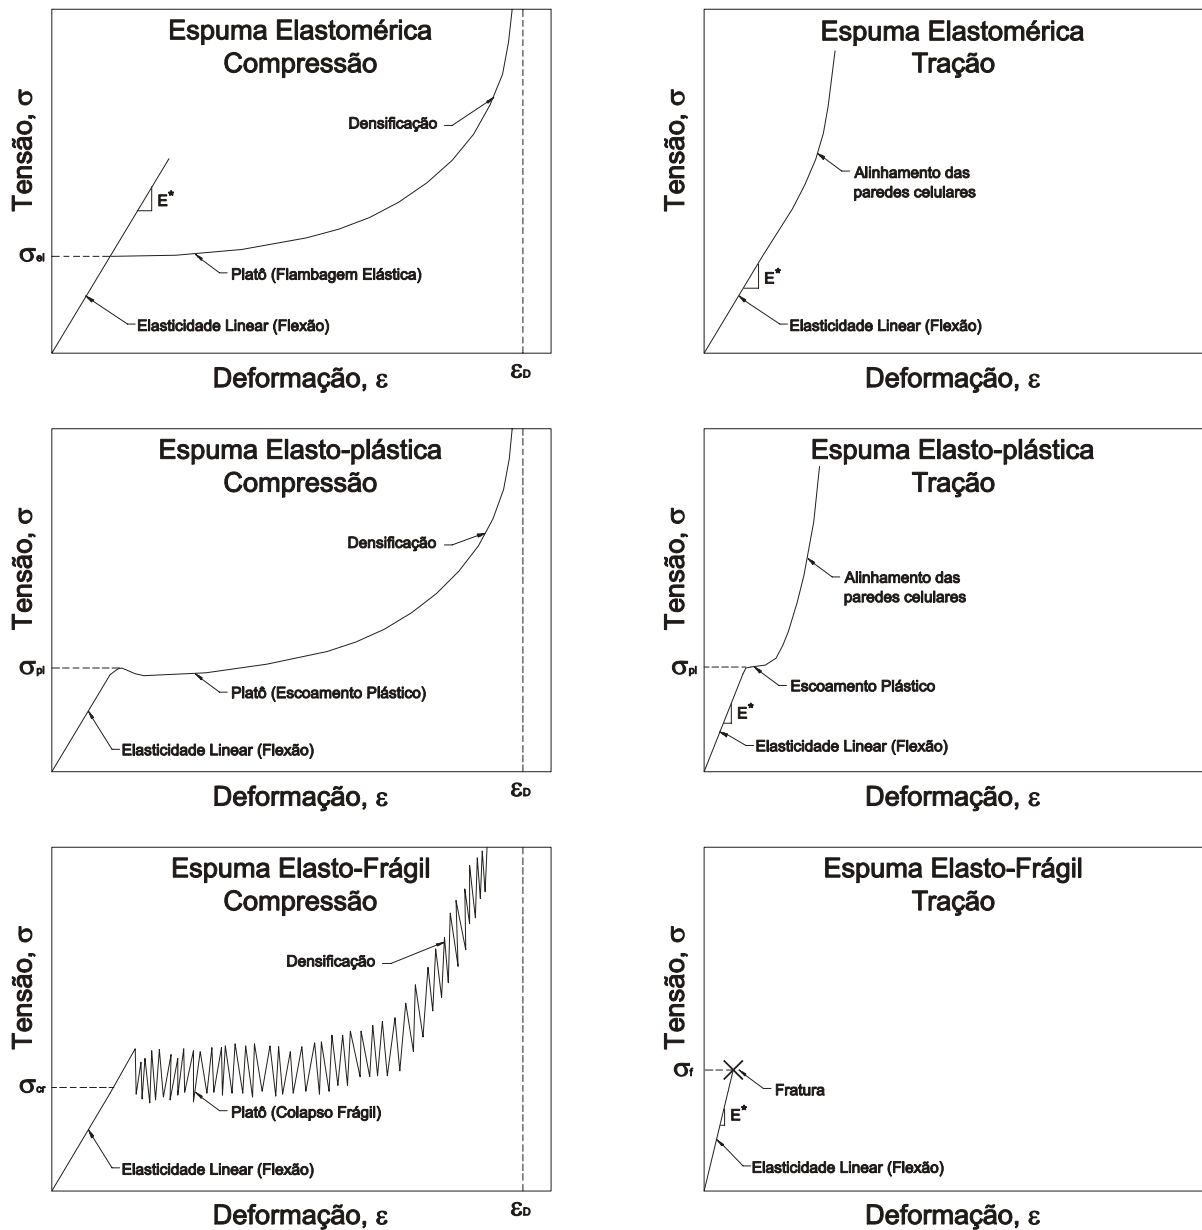 Espuma Elastomérica
Compressão
Tensão, σ
Densificação
E*
σel
Platô (Flambagem Elástica)
Elasticidade Linear (Flexão)
Deformação, ε
εD
Espuma Elastomérica
Tração
Tensão, σ
Alinhamento das
paredes celulares
E*
Elasticidade Linear (Flexão)
Deformação, ε
Espuma Elasto-plástica
Compressão
Tensão, σ
Densificação
σpl
Platô (Escoamento Plástico)
Elasticidade Linear (Flexão)
Deformação, ε
εD
Espuma Elasto-plástica
Tração
Tensão, σ
Alinhamento das
paredes celulares
σpl
Escoamento Plástico
E*
Elasticidade Linear (Flexão)
Deformação, ε
Espuma Elasto-Frágil
Compressão
Tensão, σ
Densificação
σcr
Platô (Colapso Frágil)
Elasticidade Linear (Flexão)
Deformação, ε
εD
Espuma Elasto-Frágil
Tração
Tensão, σ
σf
Fratura
E*
Elasticidade Linear (Flexão)
Deformação, ε